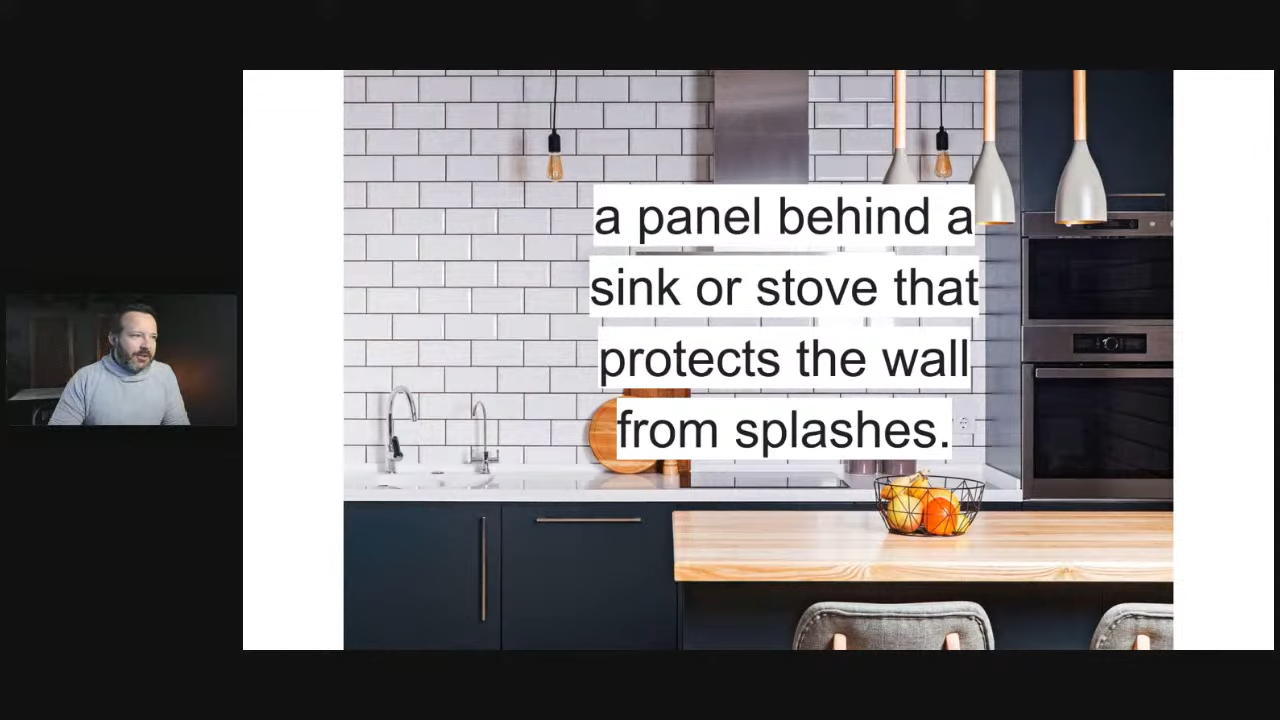 a panel behind a
sink or stove that
protects the wall
from splashes.